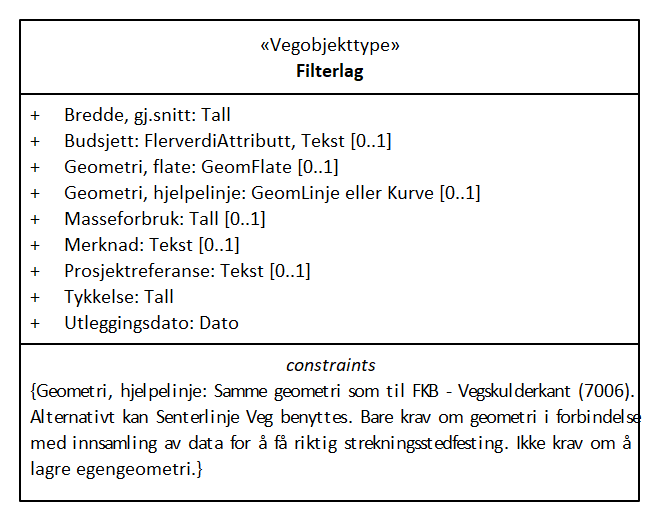 «Vegobjekttype»
Filterlag
+ Bredde, gj.snitt: Tall
+ Budsjett: FlerverdiAttributt, Tekst [0..1]
+ Geometri, flate: GeomFlate [0..1]
+ Geometri, hjelpelinje: GeomLinje eller Kurve [0..1]
+ Masseforbruk: Tall [0..1]
+ Merknad: Tekst [0..1]
+ Prosjektreferanse: Tekst [0..1]
+ Tykkelse: Tall
+ Utleggingsdato: Dato
constraints
{Geometri, hjelpelinje: Samme geometri som til FKB - Vegskulderkant (7006).
Alternativt kan Senterlinje Veg benyttes. Bare krav om geometri i forbindelse
med innsamling av data for å få riktig strekningsstedfesting. Ikke krav om å
lagre egengeometri.}